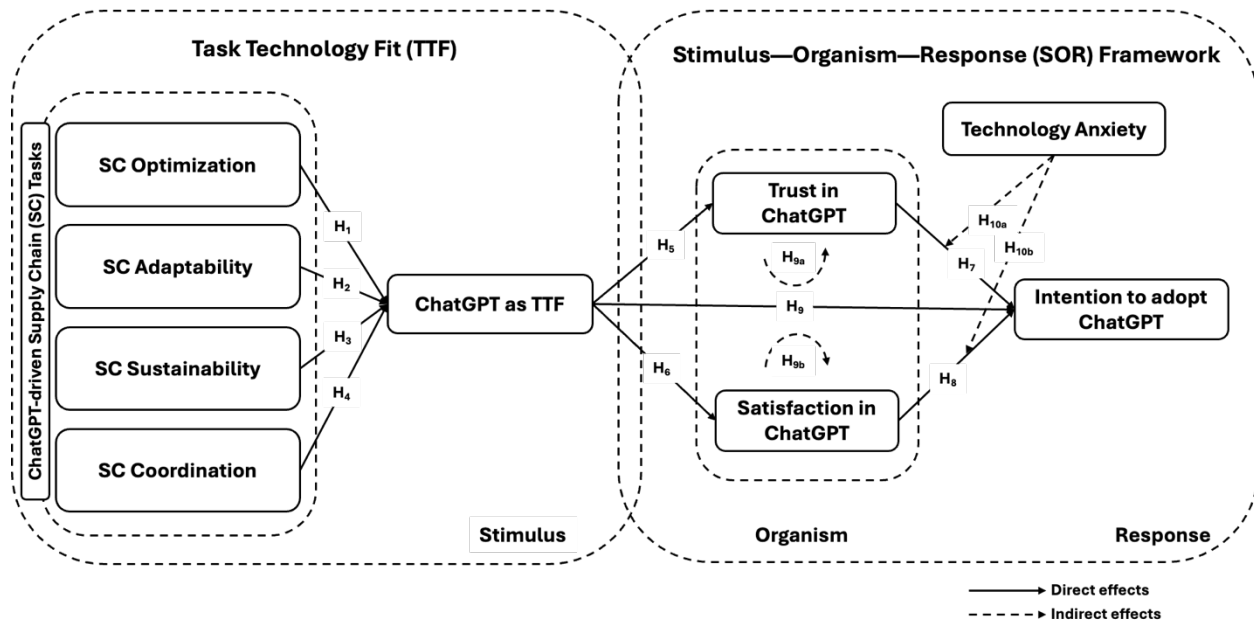 Task Technology Fit (TTF)
Stimulus—Organism—Response (SOR) Framework
ChatGPT-driven Supply Chain (SC) Tasks
SC Optimization
SC Adaptability
SC Sustainability
SC Coordination
H1
H2
H3
H4
ChatGPT as TTF
H5
H6
Trust in
ChatGPT
H9a
H9
H9b
Satisfaction in
ChatGPT
Technology Anxiety
H10a
H10b
H7
H8
Intention to adopt
ChatGPT
Stimulus
Organism
Response
Direct effects
Indirect effects